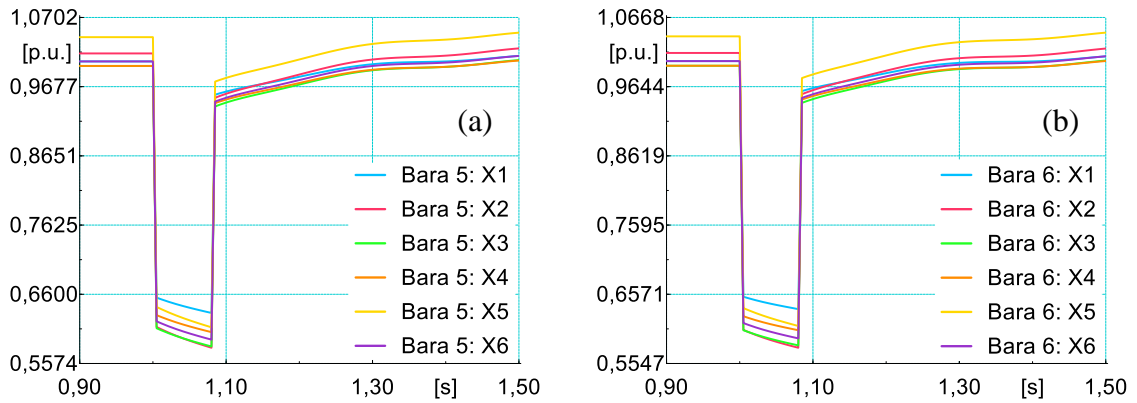 1,0702
[p.u.]
0,9677
0,8651
0,7625
0,6600
0,5574
0,90
1,10
1,30
[s]
1,50
(a)
Bara 5: X1
Bara 5: X2
Bara 5: X3
Bara 5: X4
Bara 5: X5
Bara 5: X6
1,0668
[p.u.]
0,9644
0,8619
0,7595
0,6571
0,5547
0,90
1,10
1,30
[s]
1,50
(b)
Bara 6: X1
Bara 6: X2
Bara 6: X3
Bara 6: X4
Bara 6: X5
Bara 6: X6